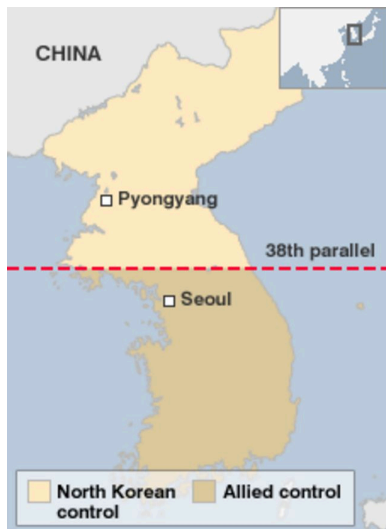 CHINA
Pyongyang
38th parallel
Seoul
North Korean
control
Allied control